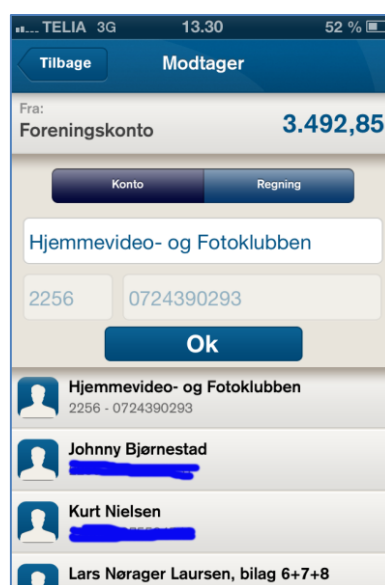 TELIA 3G 13.30 52 %
Tilbage Modtager
Fra:
Foreningskonto 3.492,85
Konto Regning
Hjemmevideo- og Fotoklubben
2256 0724390293
Ok
Hjemmevideo- og Fotoklubben
2256 - 0724390293
Johnny Bjørnestad
Kurt Nielsen
Lars Nørager Laursen, bilag 6+7+8